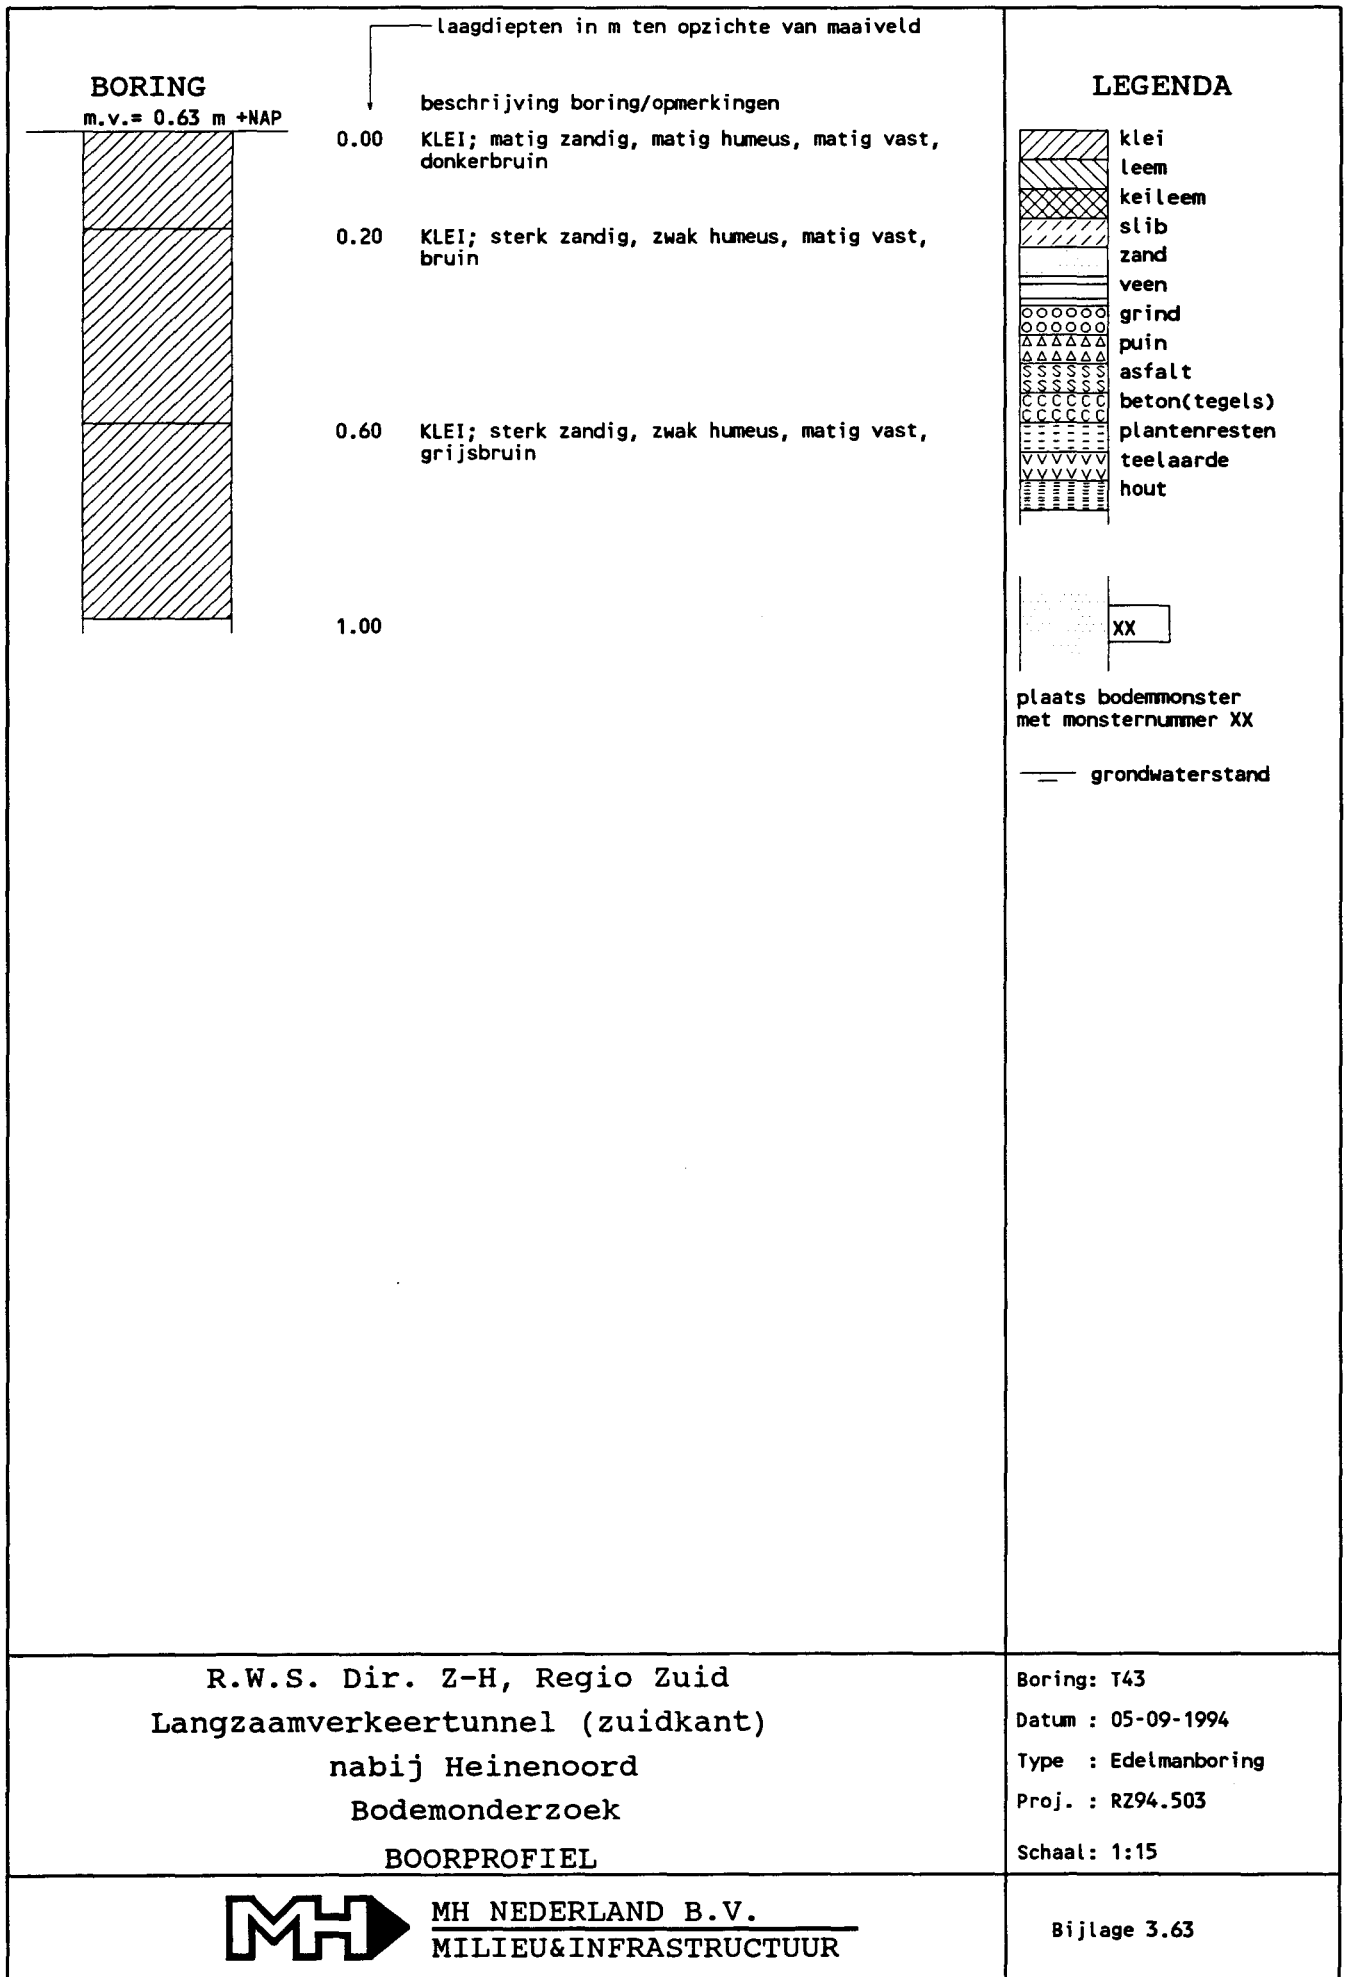 laagdiepten in m ten opzichte van maaiveld
BORING
m.v.= 0.63 m +NAP
beschrijving boring/opmerkingen
0.00 KLEI; matig zandig, matig humeus, matig vast,
donkerbruin
0.20 KLEI; sterk zandig, zwak humeus, matig vast,
bruin
0.60 KLEI; sterk zandig, zwak humeus, matig vast,
grijsbruin
1.00
LEGENDA
klei
leem
keileem
slib
zand
veen
grind
puin
asfalt
beton(tegels)
plantenresten
teelaarde
hout
XX
plaats bodemmonster
met monsternummer XX
grondwaterstand
R.W.S. Dir. Z-H, Regio Zuid
Langzaamverkeertunnel (zuidkant)
nabij Heinenoord
Bodemonderzoek
BOORPROFIEL
Boring: T43
Datum : 05-09-1994
Type : Edelmanboring
Proj. : RZ94.503
Schaal: 1:15
MH
MH NEDERLAND B.V.
MILIEU&INFRASTRUCTUUR
Bijlage 3.63